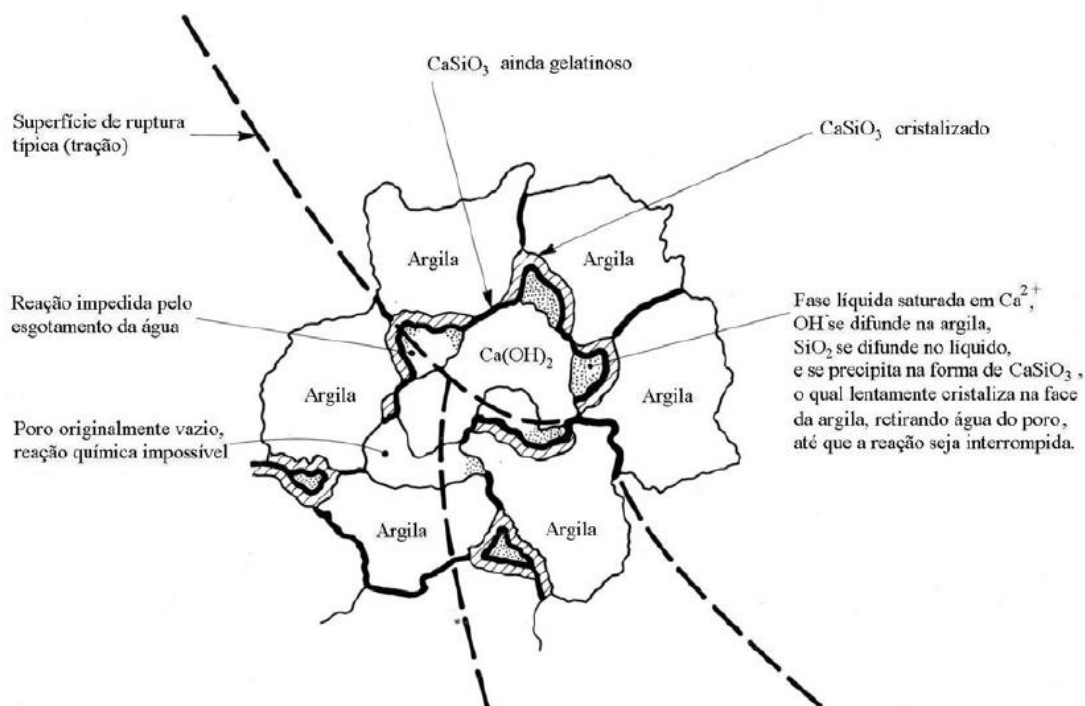 CaSiO₃ ainda gelatinoso
Superfície de ruptura
típica (tração)
CaSiO₃ cristalizado
Argila
Argila
Reação impedida pelo
esgotamento da água
Ca(OH)₂
Fase líquida saturada em Ca²⁺,
OH⁻se difunde na argila,
SiO₂ se difunde no líquido,
e se precipita na forma de CaSiO₃,
o qual lentamente cristaliza na face
da argila, retirando água do poro,
até que a reação seja interrompida.
Argila
Argila
Poro originalmente vazio,
reação química impossível
Argila
Argila